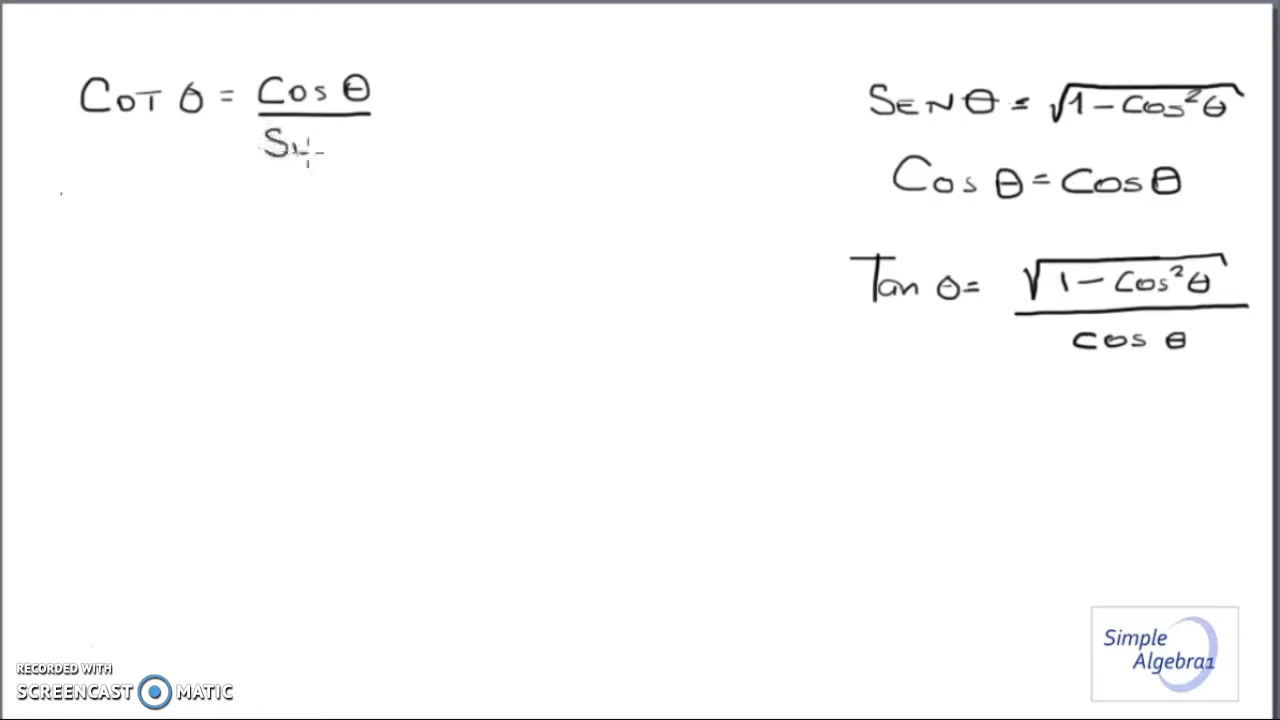 COT θ = Cos θ
SEN θ = √1 - Cos²θ
Cos θ = Cos θ
Tan θ = √1 - Cos²θ
Cos θ
Simple
Algebra1
RECORDED WITH
SCREENCAST MATIC